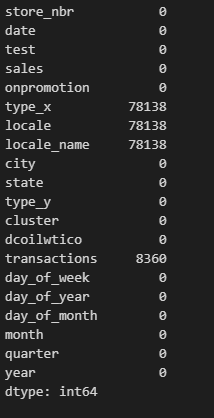 store_nbr 0
date 0
test 0
sales 0
onpromotion 0
type_x 78138
locale 78138
locale_name 78138
city 0
state 0
type_y 0
cluster 0
dcoilwtico 0
transactions 8360
day_of_week 0
day_of_year 0
day_of_month 0
month 0
quarter 0
year 0
dtype: int64